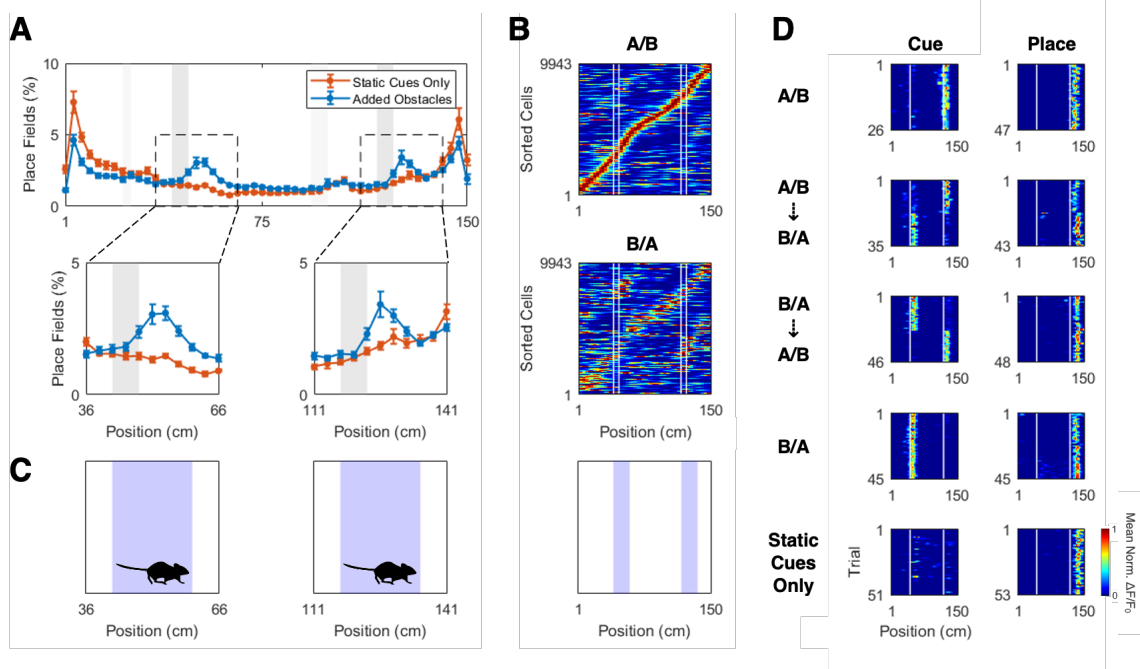 A
10
5
0
Place Fields (%)
Static Cues Only
Added Obstacles
1
75
150
5
0
Place Fields (%)
36
66
Position (cm)
5
0
111
141
Position (cm)
B
A/B
9943
1
Sorted Cells
1
150
B/A
9943
1
Sorted Cells
1
150
Position (cm)
C
36
66
Position (cm)
111
141
Position (cm)
1
150
Position (cm)
D
Cue
Place
A/B
1
26
1
150
1
47
1
150
A/B
B/A
1
35
1
150
1
43
1
150
B/A
A/B
1
46
1
150
1
48
1
150
B/A
1
45
1
150
1
45
1
150
Static
Cues
Only
Trial
1
51
1
150
Position (cm)
1
53
1
150
1
0
Mean Norm. ΔF/F₀